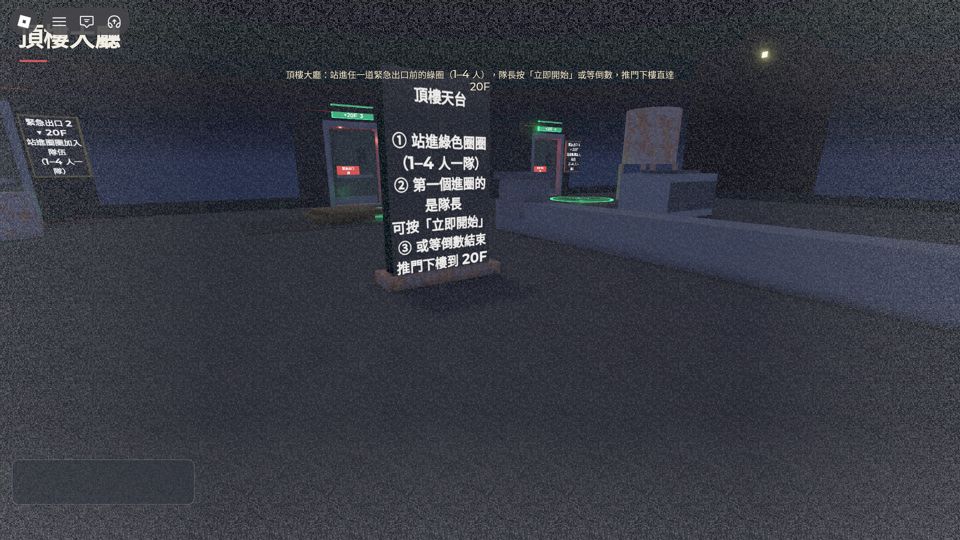 頂樓大廳
頂樓大廳：站進任一道緊急出口前的綠圈（1–4 人），隊長按「立即開始」或等倒數，推門下樓直達
20F
緊急出口 2
▼ 20F
站進圈圈加入
隊伍
（1–4 人一
隊）
頂樓天台
① 站進綠色圈圈
（1–4 人一隊）
② 第一個進圈的
是隊長
可按「立即開始」
③ 或等倒數結束
推門下樓到 20F